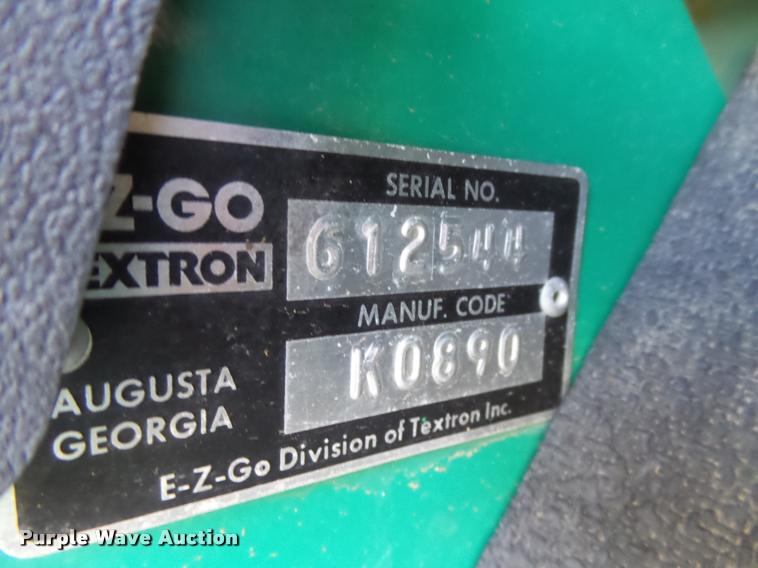 Z-GO
EXTRON
SERIAL NO.
612544
MANUF. CODE
K0890
AUGUSTA
GEORGIA
E-Z-Go Division of Textron Inc.
Purple Wave Auction